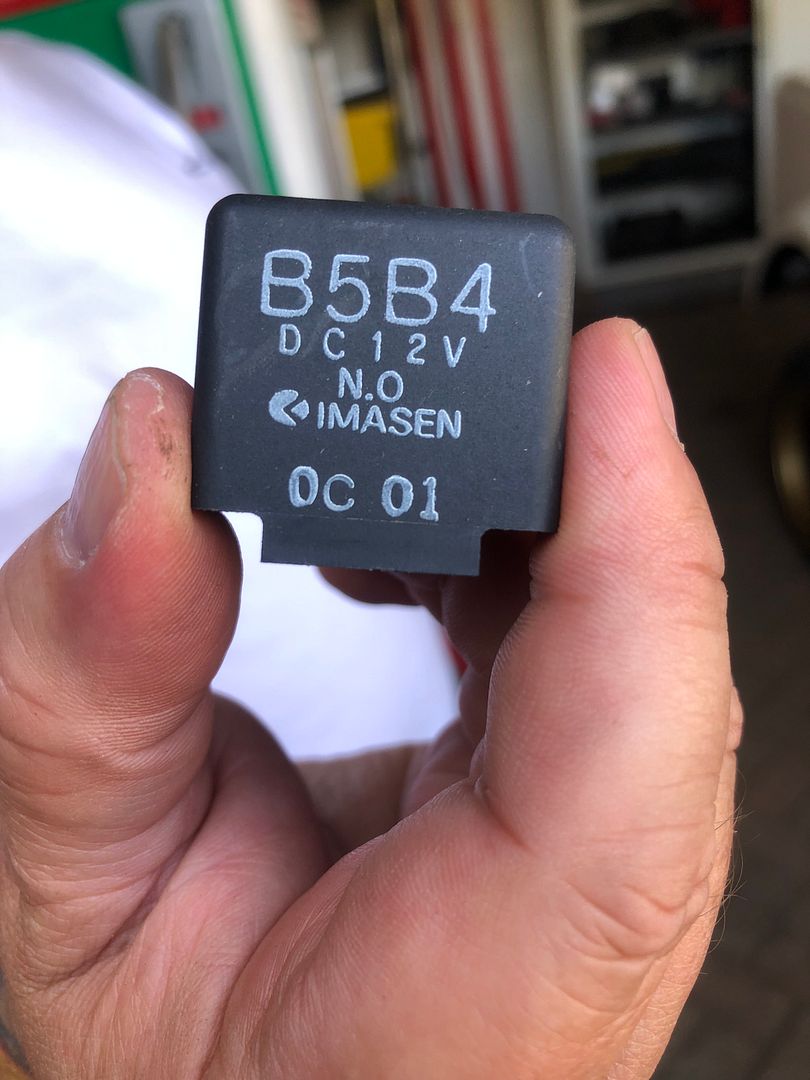 B5B4
DC12V
N.O
IMASEN
0C 01